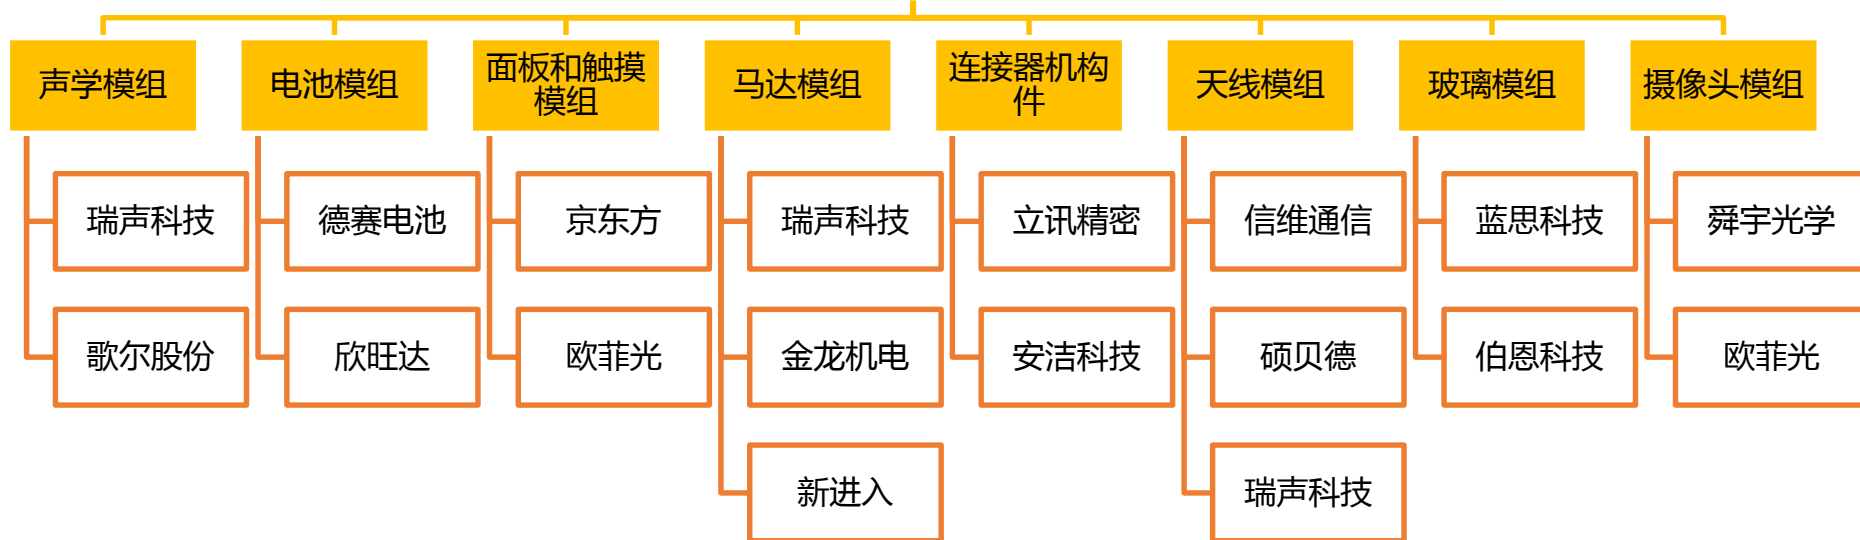 声学模组
电池模组
面板和触摸
模组
马达模组
连接器机构
件
天线模组
玻璃模组
摄像头模组
瑞声科技
德赛电池
京东方
瑞声科技
立讯精密
信维通信
蓝思科技
舜宇光学
歌尔股份
欣旺达
欧菲光
金龙机电
安洁科技
硕贝德
伯恩科技
欧菲光
新进入
瑞声科技